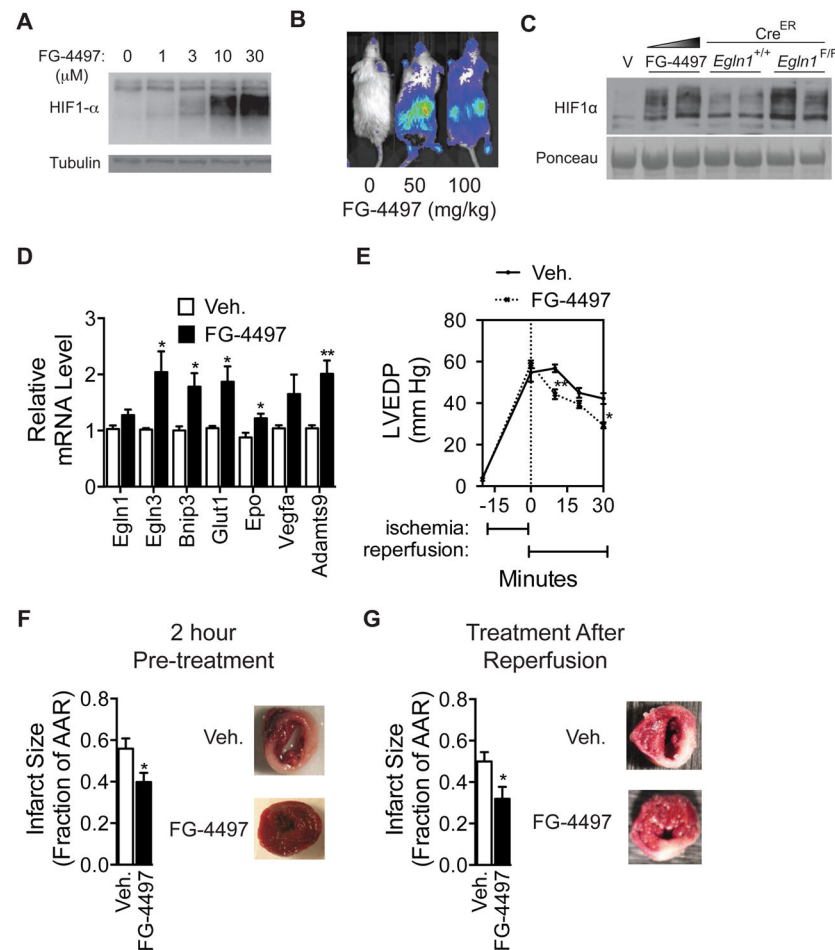 A
FG-4497: 0 1 3 10 30
(μM)
HIF1-α
Tubulin
B
0 50 100
FG-4497 (mg/kg)
C
Cre^ER
V FG-4497 Egln1^+/+ Egln1^F/F
HIF1α
Ponceau
D
Veh.
FG-4497
Relative
mRNA Level
3
2
1
0
* * * * **
Egln1 Egln3 Bnip3 Glut1 Epo Vegfa Adamts9
E
Veh.
FG-4497
LVEDP
(mm Hg)
80
60
40
20
0
**
*
-15 0 15 30
ischemia:
reperfusion:
Minutes
F
2 hour
Pre-treatment
Infarct Size
(Fraction of AAR)
0.8
0.6
0.4
0.2
0.0
*
Veh. FG-4497
Veh.
FG-4497
G
Treatment After
Reperfusion
Infarct Size
(Fraction of AAR)
0.8
0.6
0.4
0.2
0.0
*
Veh. FG-4497
Veh.
FG-4497